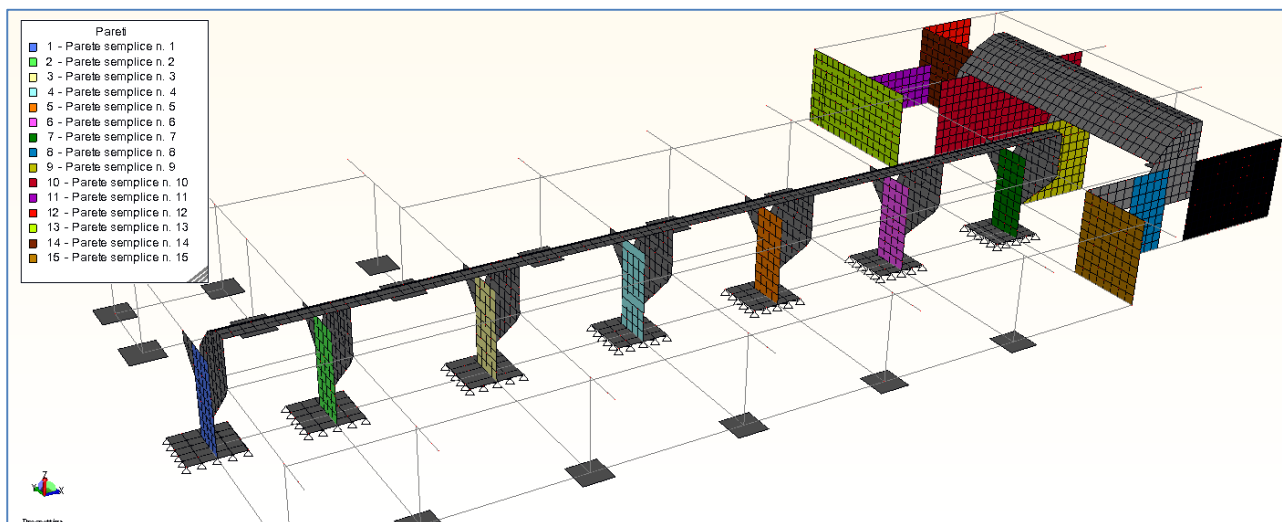 Pareti
1 - Parete semplice n. 1
2 - Parete semplice n. 2
3 - Parete semplice n. 3
4 - Parete semplice n. 4
5 - Parete semplice n. 5
6 - Parete semplice n. 6
7 - Parete semplice n. 7
8 - Parete semplice n. 8
9 - Parete semplice n. 9
10 - Parete semplice n. 10
11 - Parete semplice n. 11
12 - Parete semplice n. 12
13 - Parete semplice n. 13
14 - Parete semplice n. 14
15 - Parete semplice n. 15
Z
Y
X